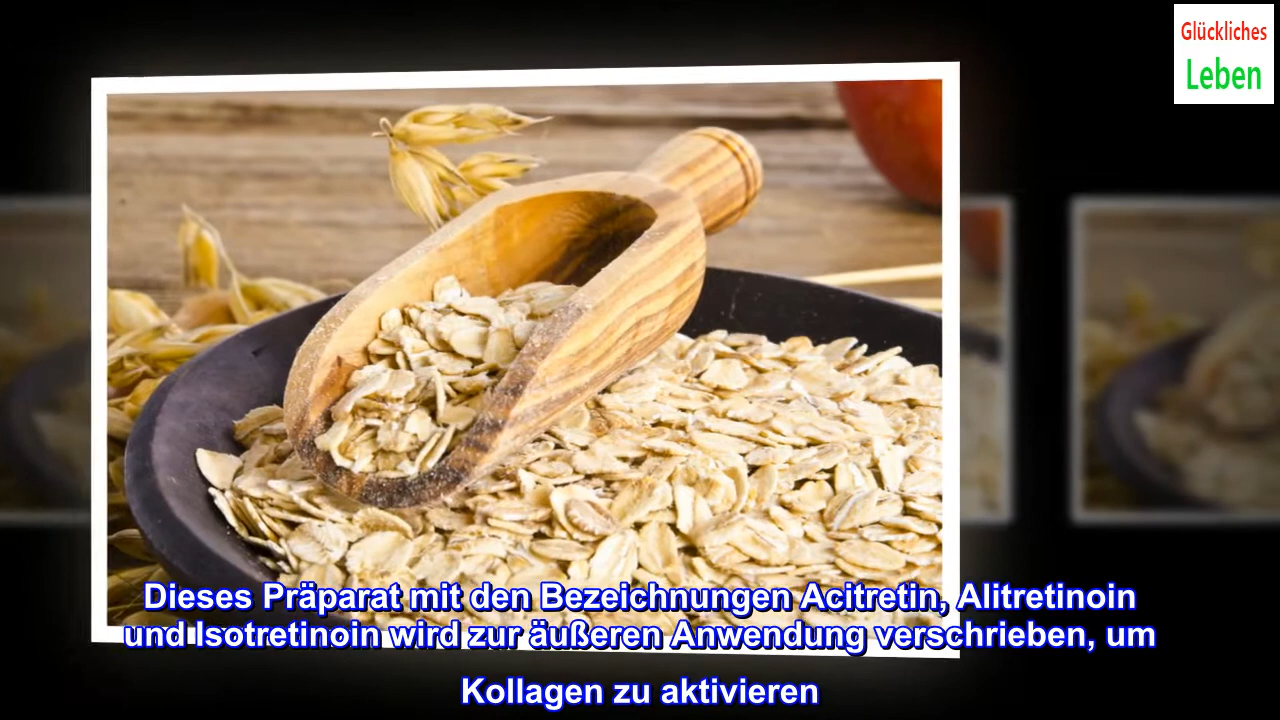 Glückliches
Leben
Dieses Präparat mit den Bezeichnungen Acitretin, Alitretinoin
und Isotretinoin wird zur äußeren Anwendung verschrieben, um
Kollagen zu aktivieren